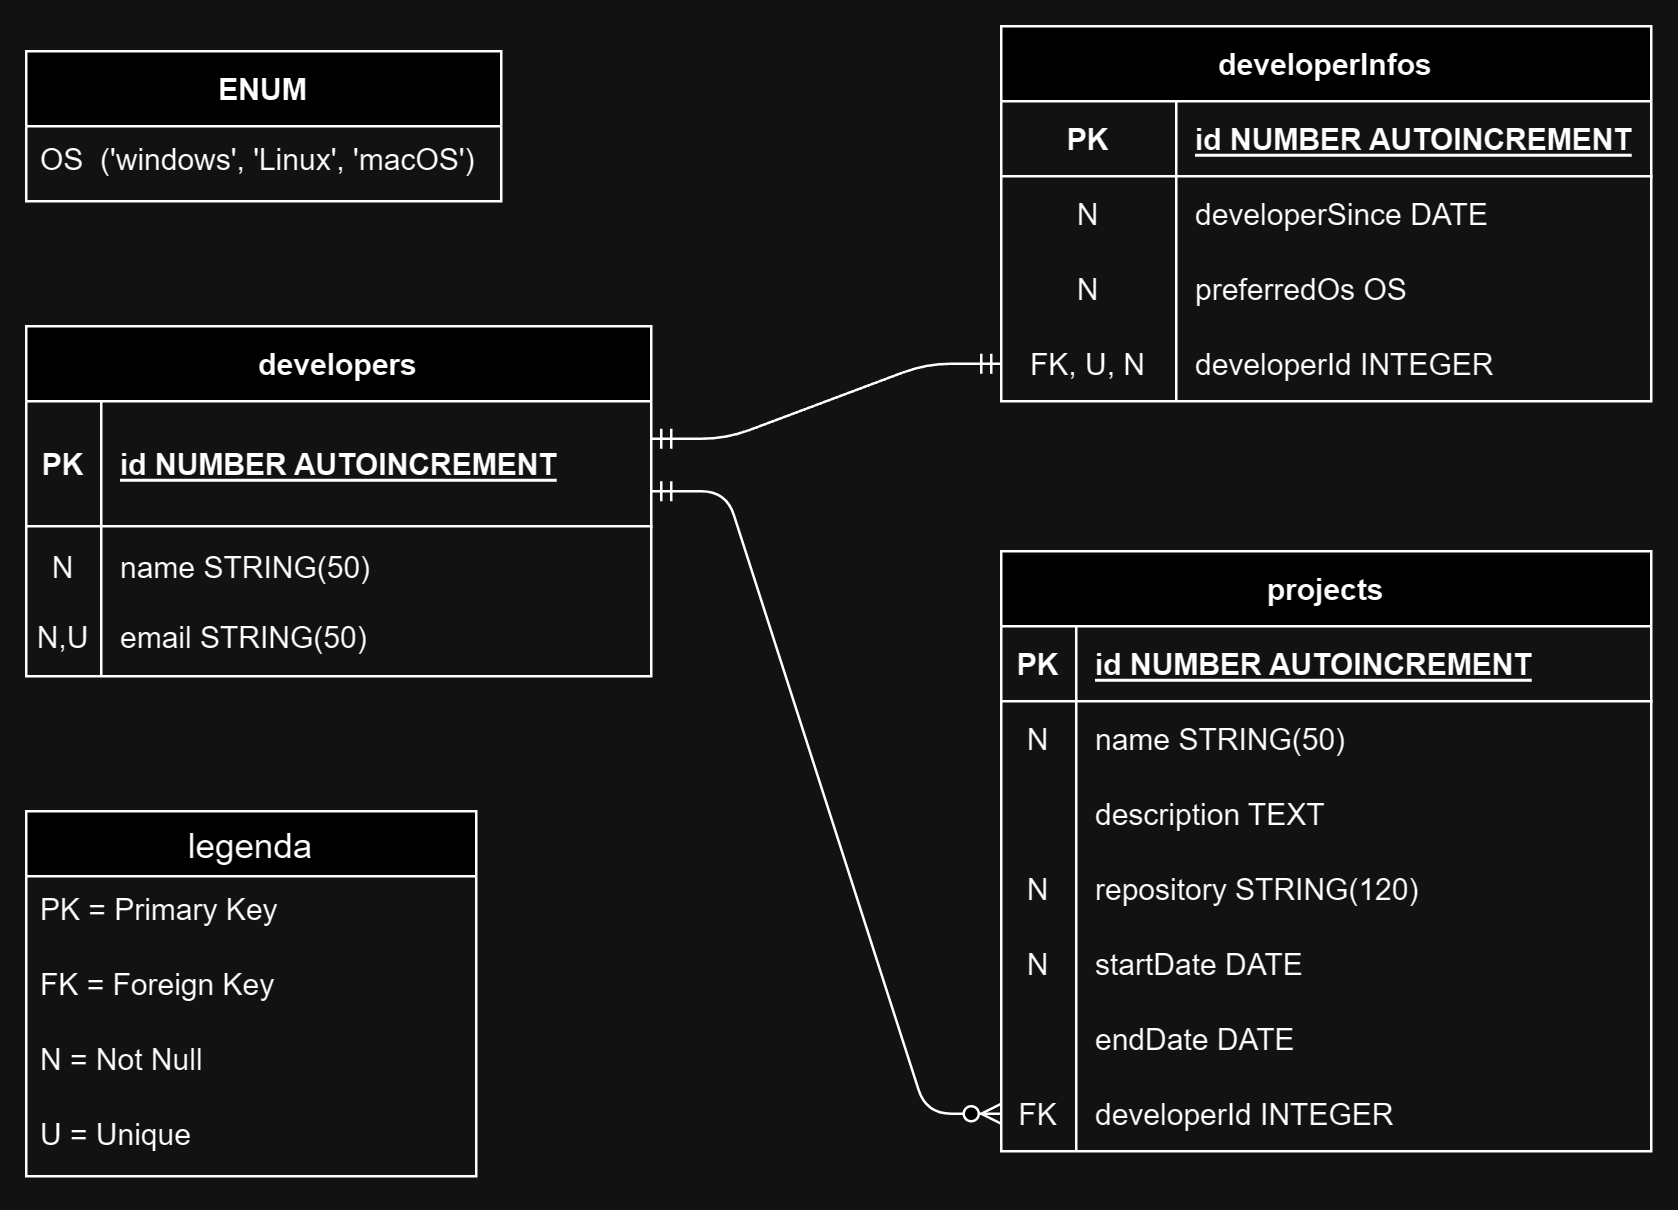 ENUM
OS  ('windows', 'Linux', 'macOS')
developerInfos
PK id NUMBER AUTOINCREMENT
N developerSince DATE
N preferredOs OS
FK, U, N developerId INTEGER
developers
PK id NUMBER AUTOINCREMENT
N name STRING(50)
N,U email STRING(50)
projects
PK id NUMBER AUTOINCREMENT
N name STRING(50)
description TEXT
N repository STRING(120)
N startDate DATE
endDate DATE
FK developerId INTEGER
legenda
PK = Primary Key
FK = Foreign Key
N = Not Null
U = Unique